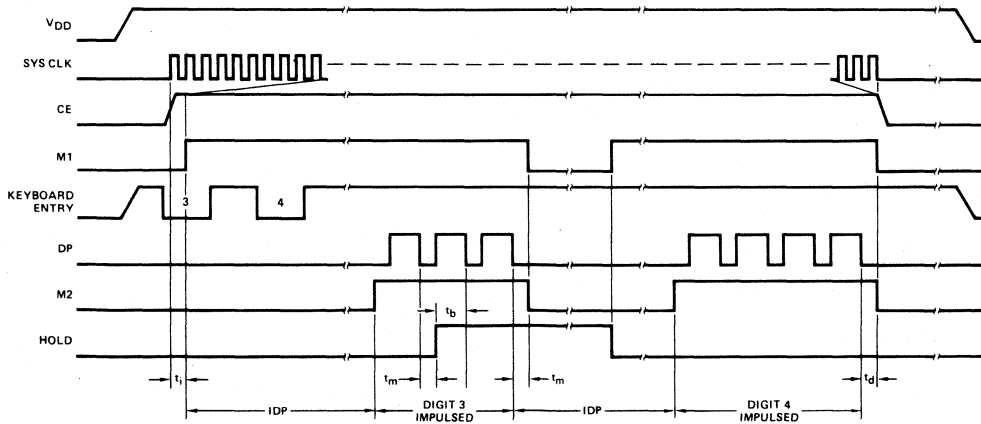 VDD
SYS CLK
CE
M1
KEYBOARD
ENTRY
3
4
DP
M2
tb
HOLD
ti
tm
tm
td
IDP
DIGIT 3
IMPULSED
IDP
DIGIT 4
IMPULSED